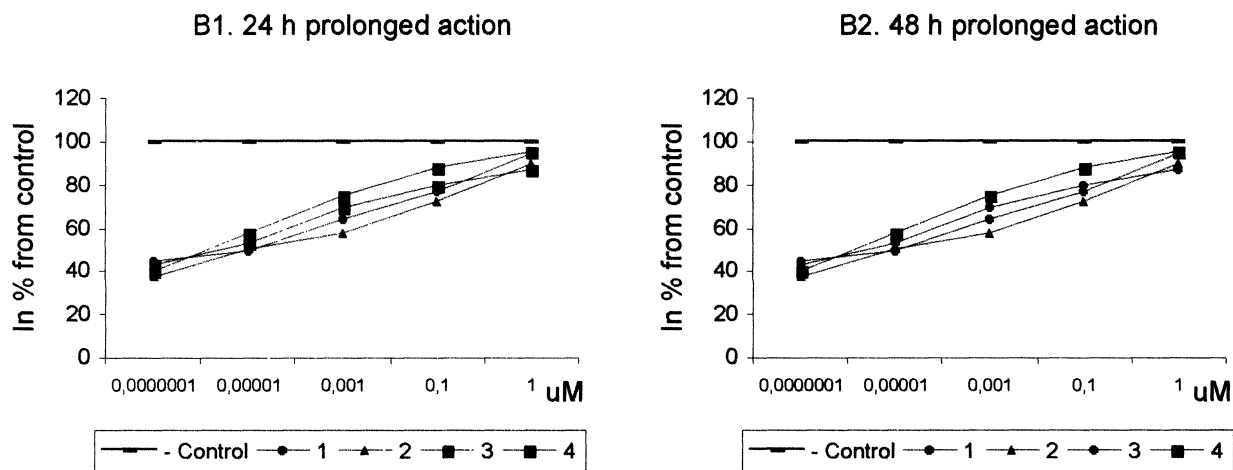 B1. 24 h prolonged action
In % from control
120
100
80
60
40
20
0
0,0000001 0,00001 0,001 0,1 1 uM
- Control 1 2 3 4
B2. 48 h prolonged action
In % from control
120
100
80
60
40
20
0
0,0000001 0,00001 0,001 0,1 1 uM
- Control 1 2 3 4